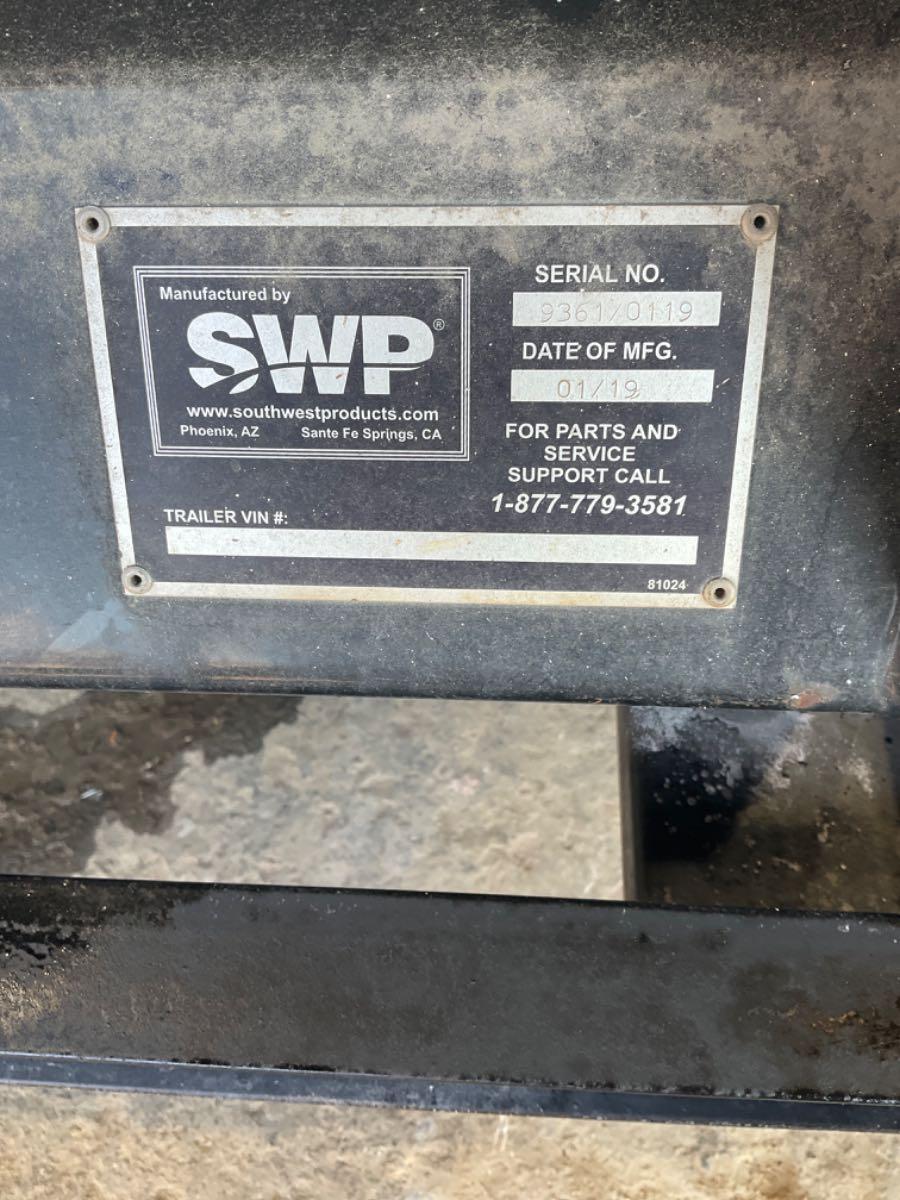 Manufactured by
SWP®
www.southwestproducts.com
Phoenix, AZ Sante Fe Springs, CA
SERIAL NO.
9361/0119
DATE OF MFG.
01/19
FOR PARTS AND
SERVICE
SUPPORT CALL
1-877-779-3581
TRAILER VIN #:
81024